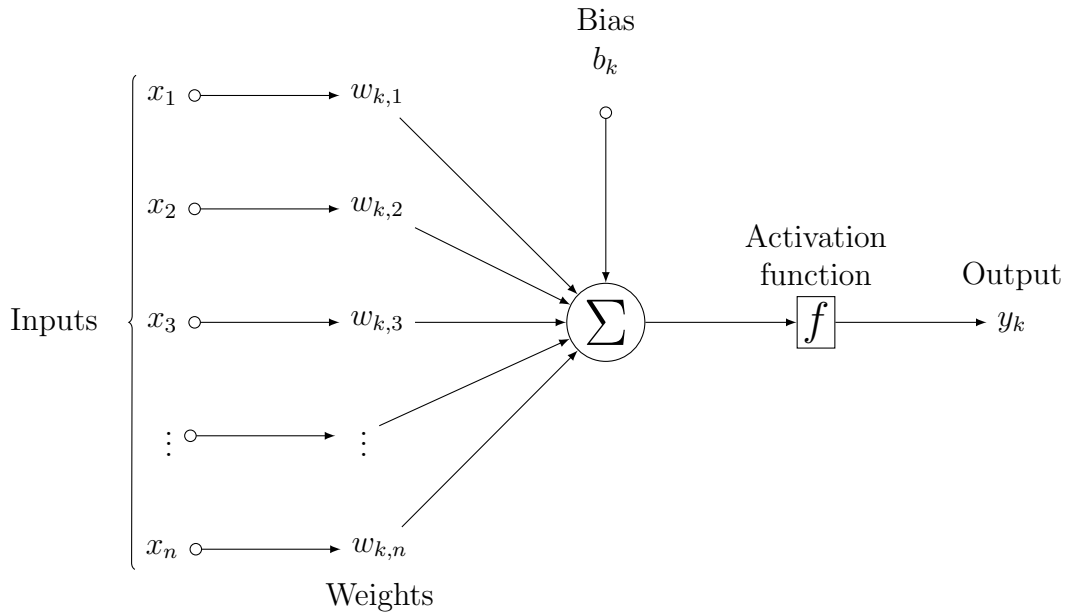 Bias
b_k
x_1 w_{k,1}
x_2 w_{k,2}
Activation
function
Output
Inputs x_3 w_{k,3} Σ f y_k
⋮ ⋮
x_n w_{k,n}
Weights